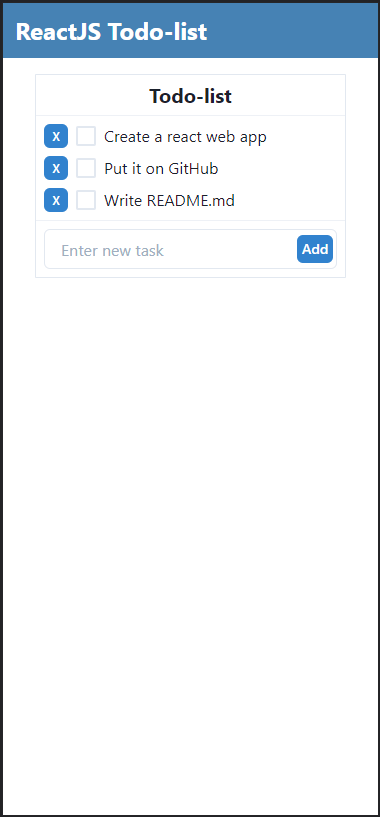 ReactJS Todo-list
Todo-list
X Create a react web app
X Put it on GitHub
X Write README.md
Enter new task Add